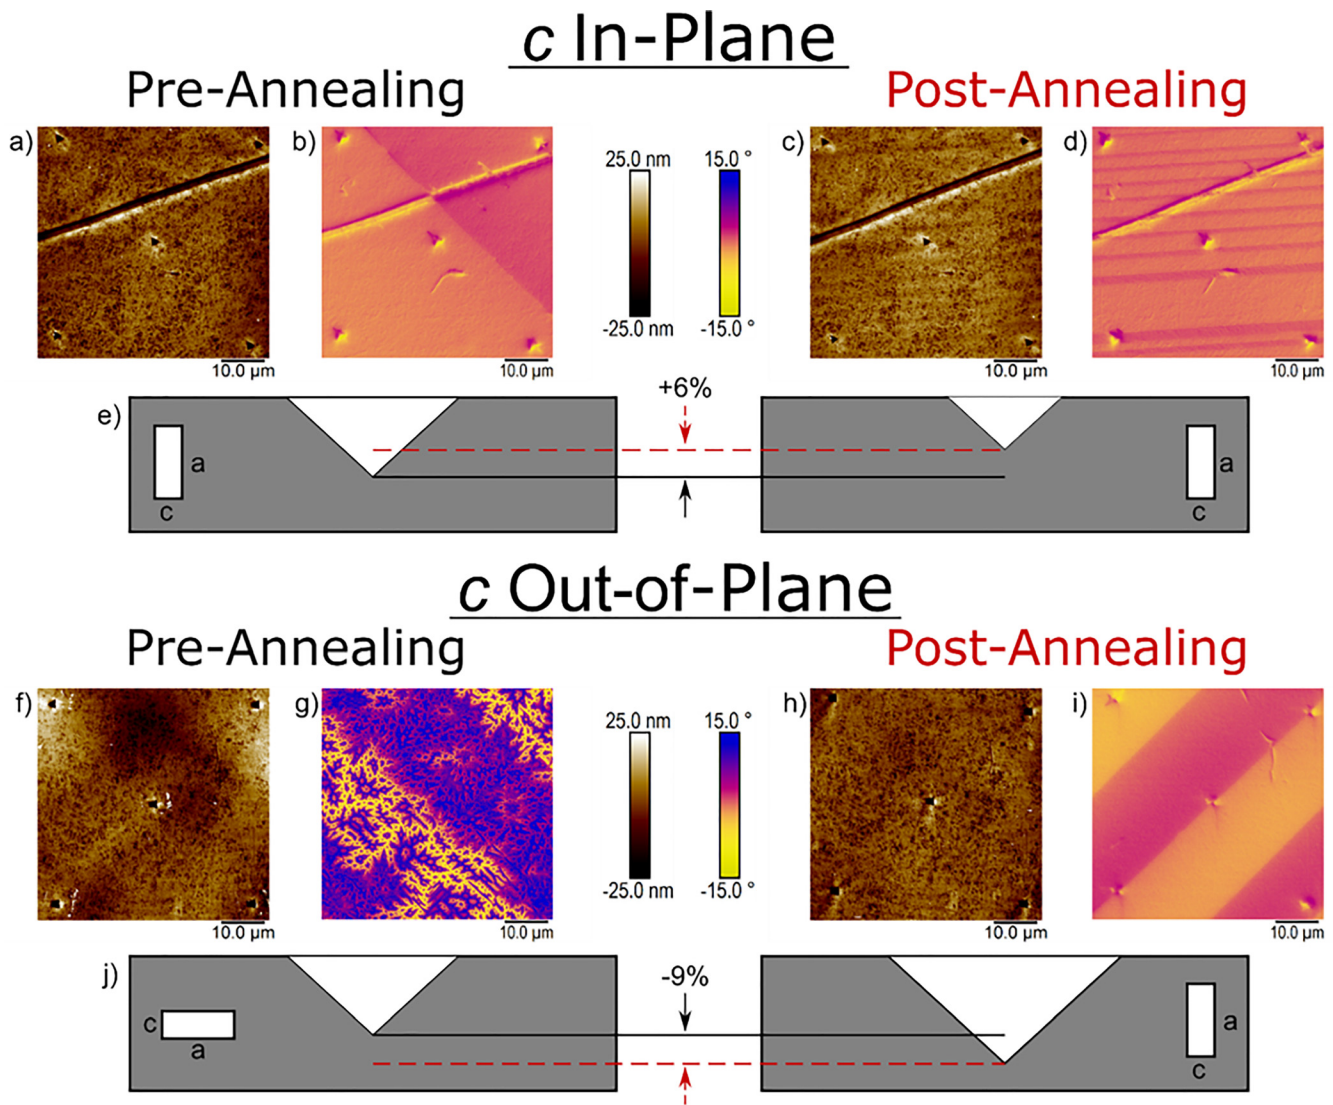 c In-Plane
Pre-Annealing
Post-Annealing
a)
b)
c)
d)
25.0 nm
15.0 °
-25.0 nm
-15.0 °
10.0 µm
10.0 µm
10.0 µm
10.0 µm
+6%
e)
a
c
a
c
c Out-of-Plane
Pre-Annealing
Post-Annealing
f)
g)
h)
i)
25.0 nm
15.0 °
-25.0 nm
-15.0 °
10.0 µm
10.0 µm
10.0 µm
10.0 µm
-9%
j)
c
a
a
c